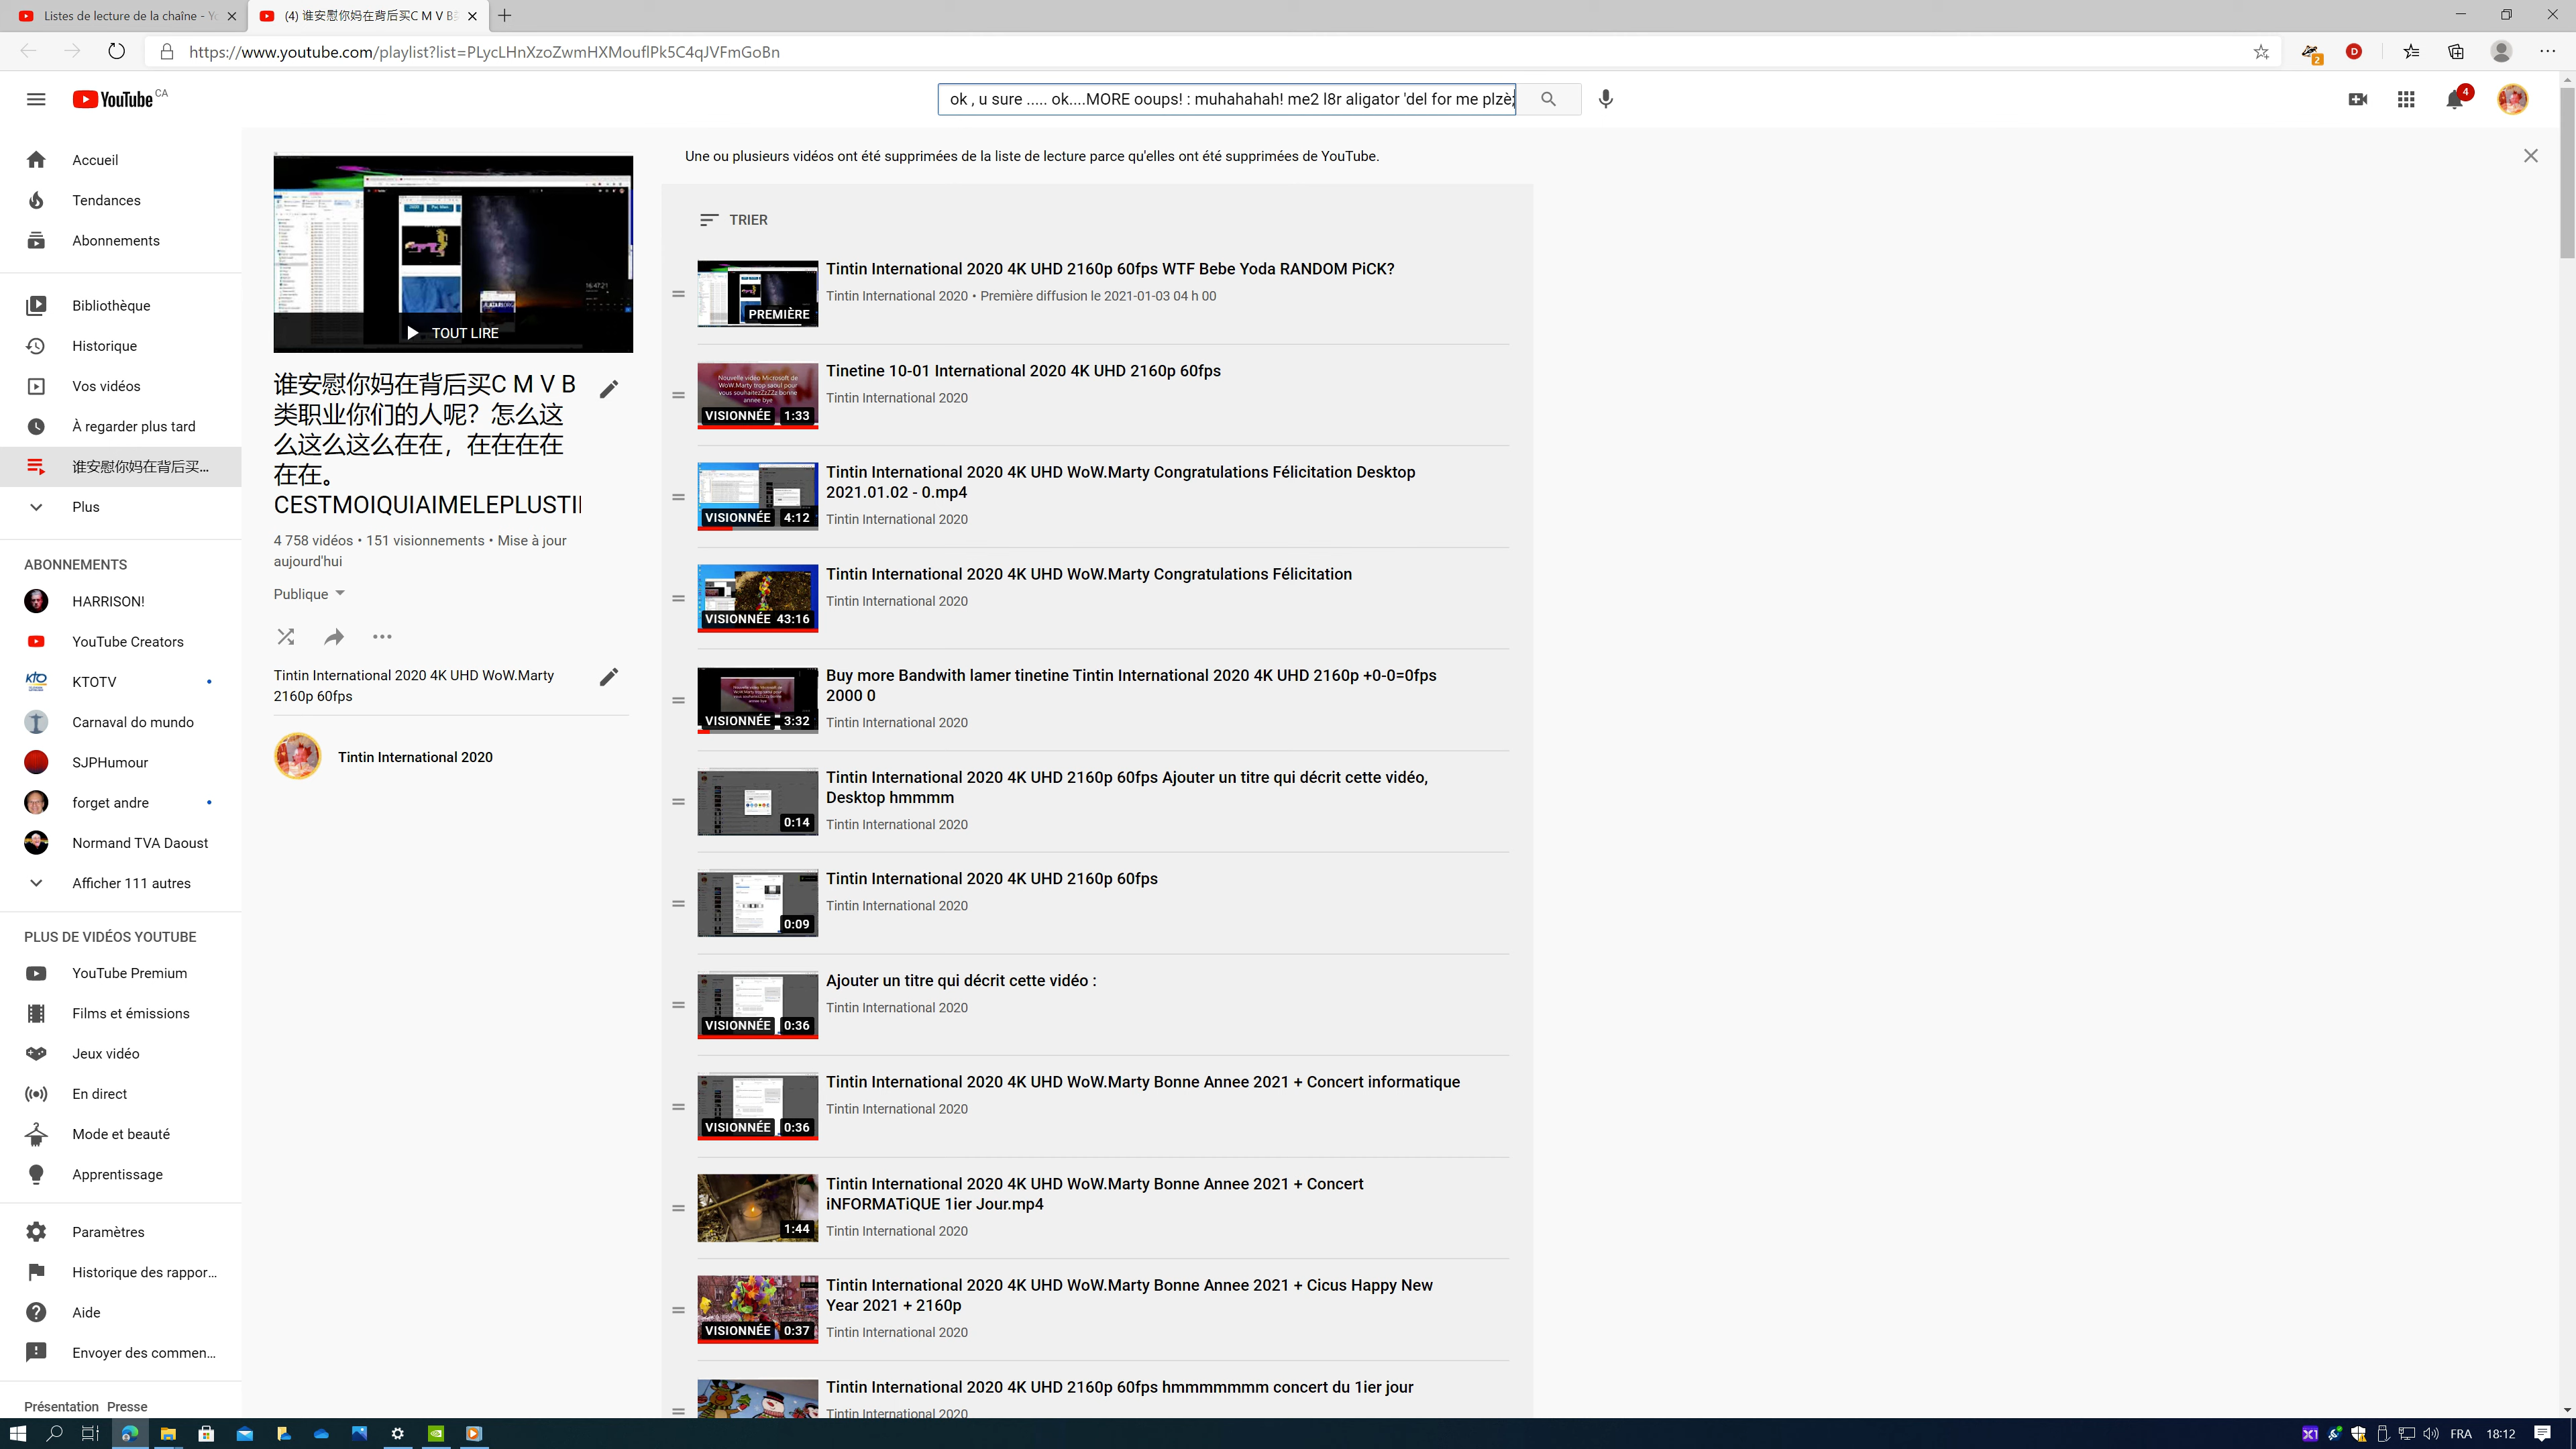 Listes de lecture de la chaîne - Yo
(4) 谁安慰你妈在背后买C M V B
https://www.youtube.com/playlist?list=PLycLHnXzoZwmHXMouflPk5C4qJVFmGoBn
2
D
YouTube CA
ok , u sure ..... ok....MORE ooups! : muhahahah! me2 l8r aligator 'del for me plzè;
4
Accueil
Tendances
Abonnements
Bibliothèque
Historique
Vos vidéos
À regarder plus tard
谁安慰你妈在背后买...
Plus
ABONNEMENTS
HARRISON!
YouTube Creators
KTOTV
Carnaval do mundo
SJPHumour
forget andre
Normand TVA Daoust
Afficher 111 autres
PLUS DE VIDÉOS YOUTUBE
YouTube Premium
Films et émissions
Jeux vidéo
En direct
Mode et beauté
Apprentissage
Paramètres
Historique des rappor...
Aide
Envoyer des commen...
Présentation Presse
TOUT LIRE
谁安慰你妈在背后买C M V B
类职业你们的人呢？怎么这
么这么这么在在，在在在在
在在。
CESTMOIQUIAIMELEPLUSTI
4 758 vidéos • 151 visionnements • Mise à jour
aujourd'hui
Publique
Tintin International 2020 4K UHD WoW.Marty
2160p 60fps
Tintin International 2020
Une ou plusieurs vidéos ont été supprimées de la liste de lecture parce qu'elles ont été supprimées de YouTube.
TRIER
PREMIÈRE
Tintin International 2020 4K UHD 2160p 60fps WTF Bebe Yoda RANDOM PiCK?
Tintin International 2020 • Première diffusion le 2021-01-03 04 h 00
Nouvelle vidéo Microsoft de
WoW.Marty trop saoul pour
vous souhaitezZzZZz bonne
annee bye
VISIONNÉE 1:33
Tinetine 10-01 International 2020 4K UHD 2160p 60fps
Tintin International 2020
VISIONNÉE 4:12
Tintin International 2020 4K UHD WoW.Marty Congratulations Félicitation Desktop
2021.01.02 - 0.mp4
Tintin International 2020
VISIONNÉE 43:16
Tintin International 2020 4K UHD WoW.Marty Congratulations Félicitation
Tintin International 2020
VISIONNÉE 3:32
Buy more Bandwith lamer tinetine Tintin International 2020 4K UHD 2160p +0-0=0fps
2000 0
Tintin International 2020
0:14
Tintin International 2020 4K UHD 2160p 60fps Ajouter un titre qui décrit cette vidéo,
Desktop hmmmm
Tintin International 2020
0:09
Tintin International 2020 4K UHD 2160p 60fps
Tintin International 2020
VISIONNÉE 0:36
Ajouter un titre qui décrit cette vidéo :
Tintin International 2020
VISIONNÉE 0:36
Tintin International 2020 4K UHD WoW.Marty Bonne Annee 2021 + Concert informatique
Tintin International 2020
1:44
Tintin International 2020 4K UHD WoW.Marty Bonne Annee 2021 + Concert
iNFORMATiQUE 1ier Jour.mp4
Tintin International 2020
VISIONNÉE 0:37
Tintin International 2020 4K UHD WoW.Marty Bonne Annee 2021 + Cicus Happy New
Year 2021 + 2160p
Tintin International 2020
Tintin International 2020 4K UHD 2160p 60fps hmmmmmmm concert du 1ier jour
Tintin International 2020
FRA 18:12